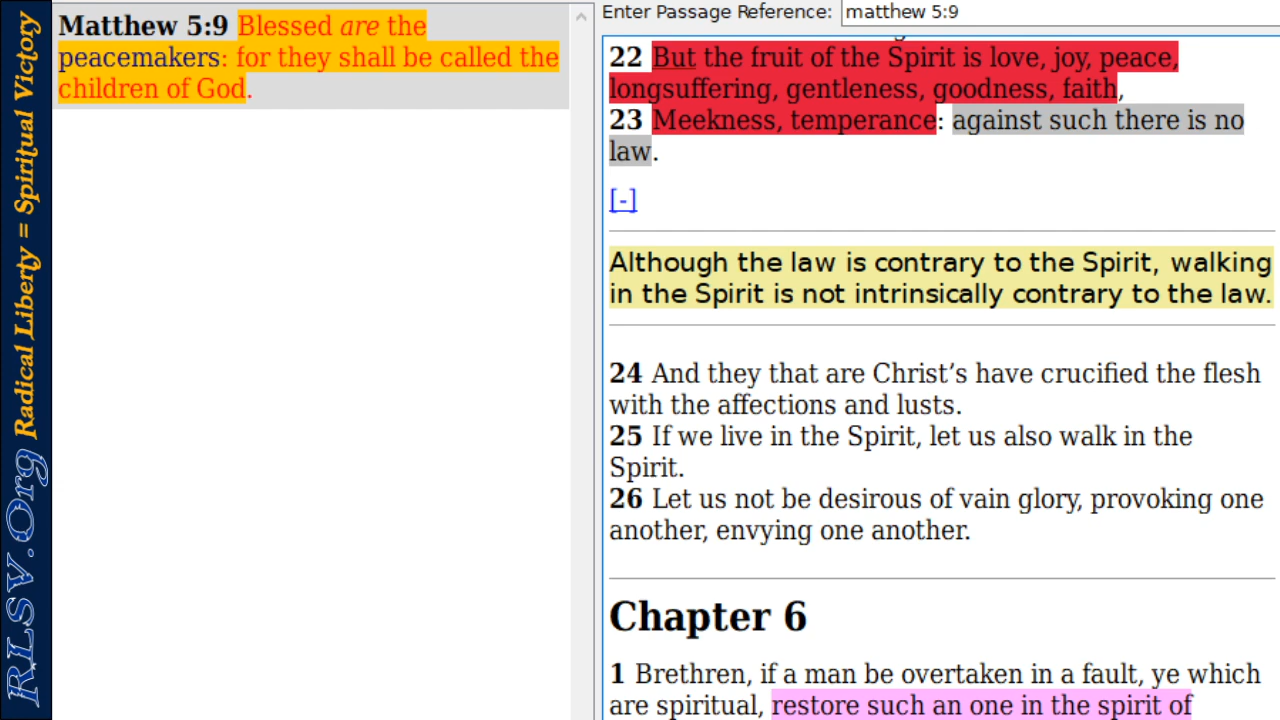 RLSV.Org Radical Liberty = Spiritual Victory
Matthew 5:9 Blessed are the
peacemakers: for they shall be called the
children of God.
Enter Passage Reference: matthew 5:9
22 But the fruit of the Spirit is love, joy, peace,
longsuffering, gentleness, goodness, faith,
23 Meekness, temperance: against such there is no
law.
[-]
Although the law is contrary to the Spirit, walking
in the Spirit is not intrinsically contrary to the law.
24 And they that are Christ’s have crucified the flesh
with the affections and lusts.
25 If we live in the Spirit, let us also walk in the
Spirit.
26 Let us not be desirous of vain glory, provoking one
another, envying one another.
Chapter 6
1 Brethren, if a man be overtaken in a fault, ye which
are spiritual, restore such an one in the spirit of